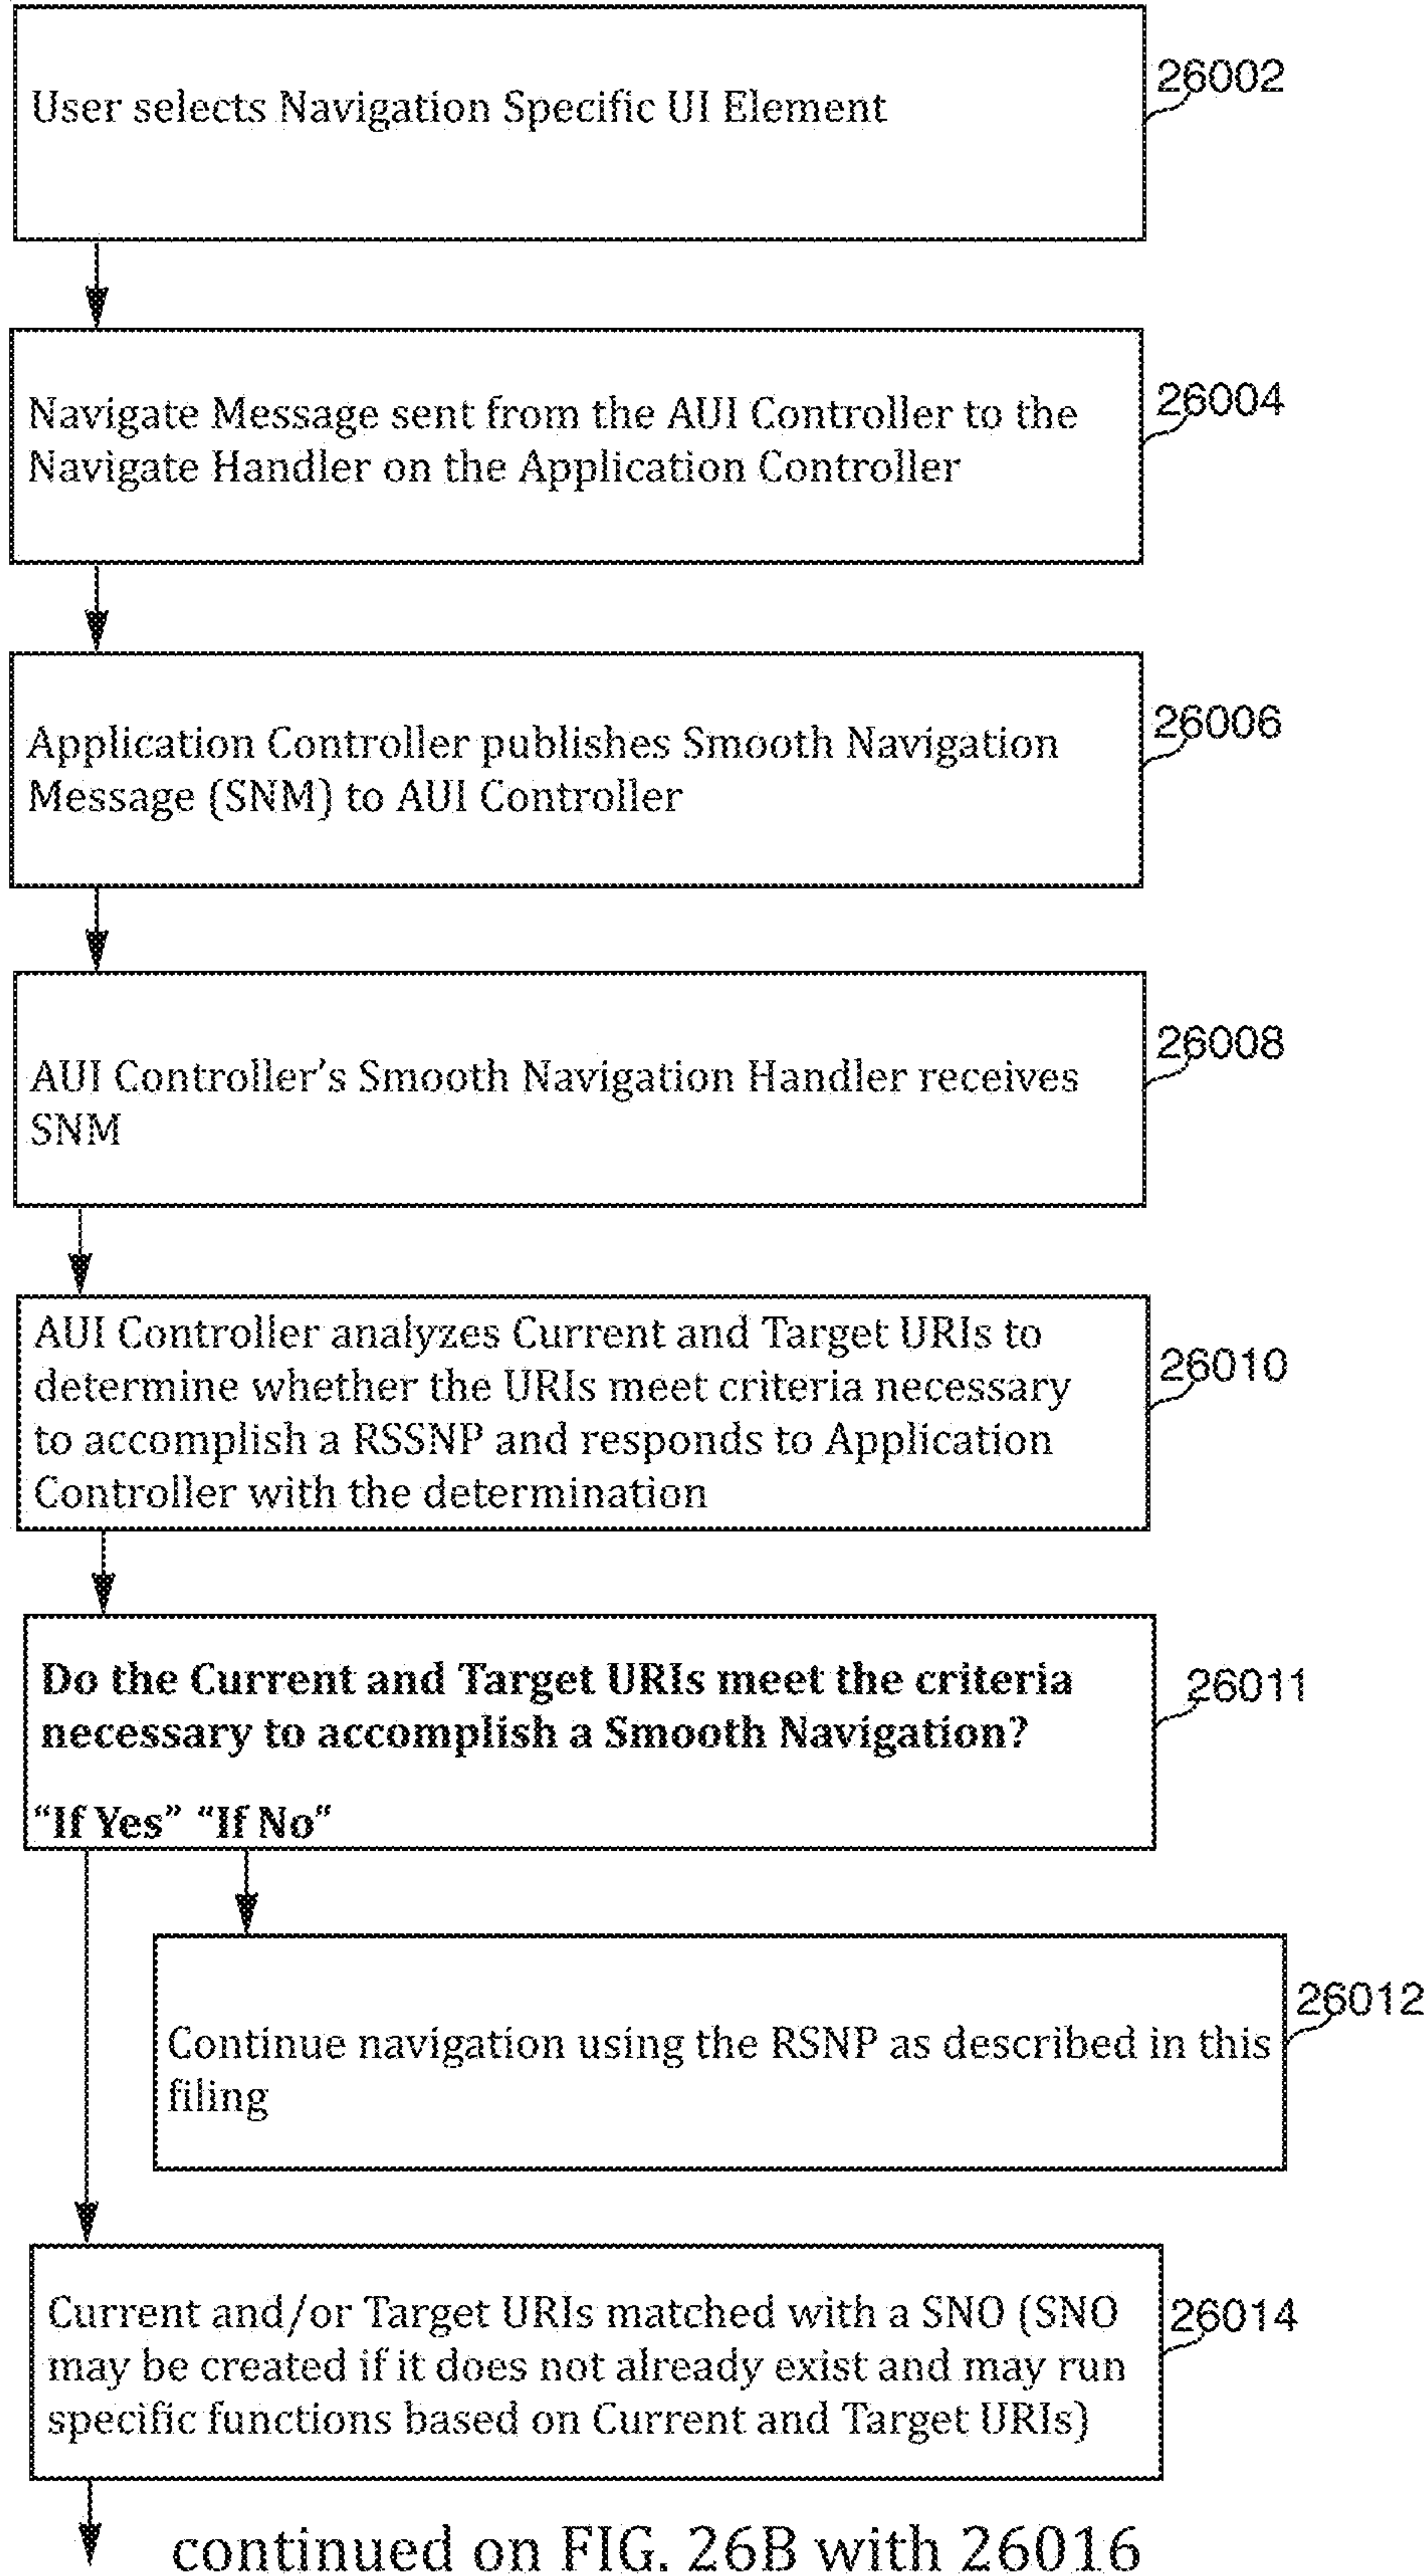 User selects Navigation Specific UI Element
26002
Navigate Message sent from the AUI Controller to the
Navigate Handler on the Application Controller
26004
Application Controller publishes Smooth Navigation
Message (SNM) to AUI Controller
26006
AUI Controller's Smooth Navigation Handler receives
SNM
26008
AUI Controller analyzes Current and Target URIs to
determine whether the URIs meet criteria necessary
to accomplish a RSSNP and responds to Application
Controller with the determination
26010
Do the Current and Target URIs meet the criteria
necessary to accomplish a Smooth Navigation?
26011
“If Yes” “If No“
Continue navigation using the RSNP as described in this
filing
26012
Current and/or Target URIs matched with a SNO (SNO
may be created if it does not already exist and may run
specific functions based on Current and Target URIs)
26014
continued on FIG. 26B with 26016